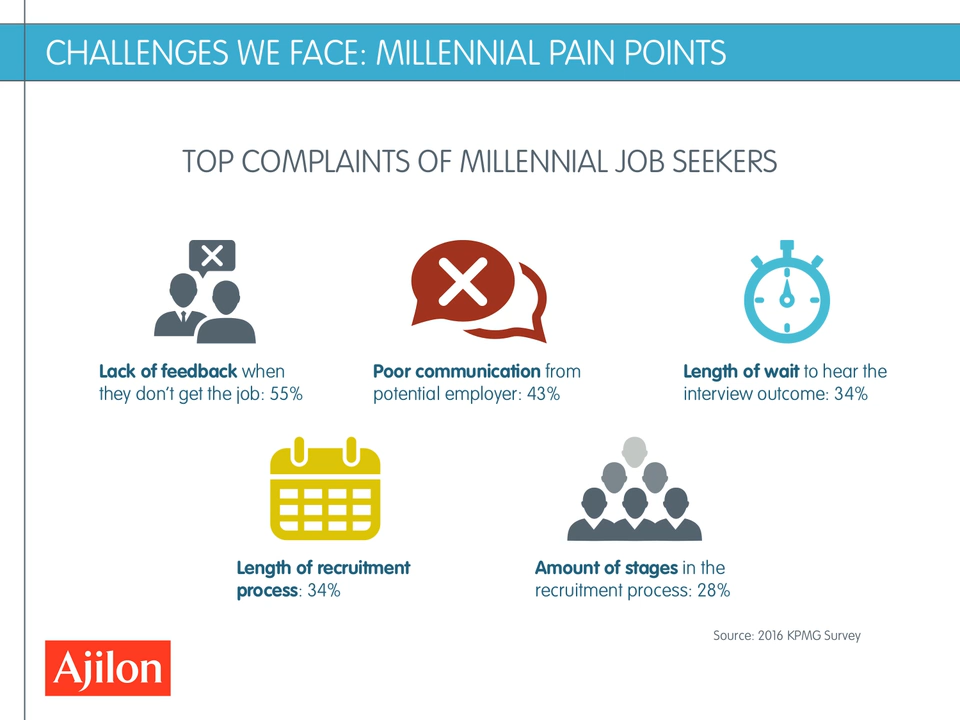 CHALLENGES WE FACE: MILLENNIAL PAIN POINTS
TOP COMPLAINTS OF MILLENNIAL JOB SEEKERS
Lack of feedback when
they don’t get the job: 55%
Poor communication from
potential employer: 43%
Length of wait to hear the
interview outcome: 34%
Length of recruitment
process: 34%
Amount of stages in the
recruitment process: 28%
Source: 2016 KPMG Survey
Ajilon